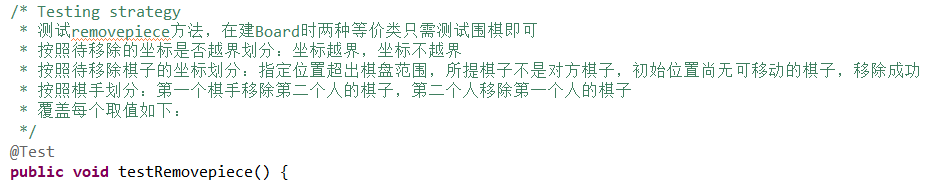 /* Testing strategy
* 测试removepiece方法，在建Board时两种等价类只需测试围棋即可
* 按照待移除的坐标是否越界划分：坐标越界，坐标不越界
* 按照待移除棋子的坐标划分：指定位置超出棋盘范围，所提棋子不是对方棋子，初始位置尚无可移动的棋子，移除成功
* 按照棋手划分：第一个棋手移除第二个人的棋子，第二个人移除第一个人的棋子
* 覆盖每个取值如下：
*/
@Test
public void testRemovepiece() {